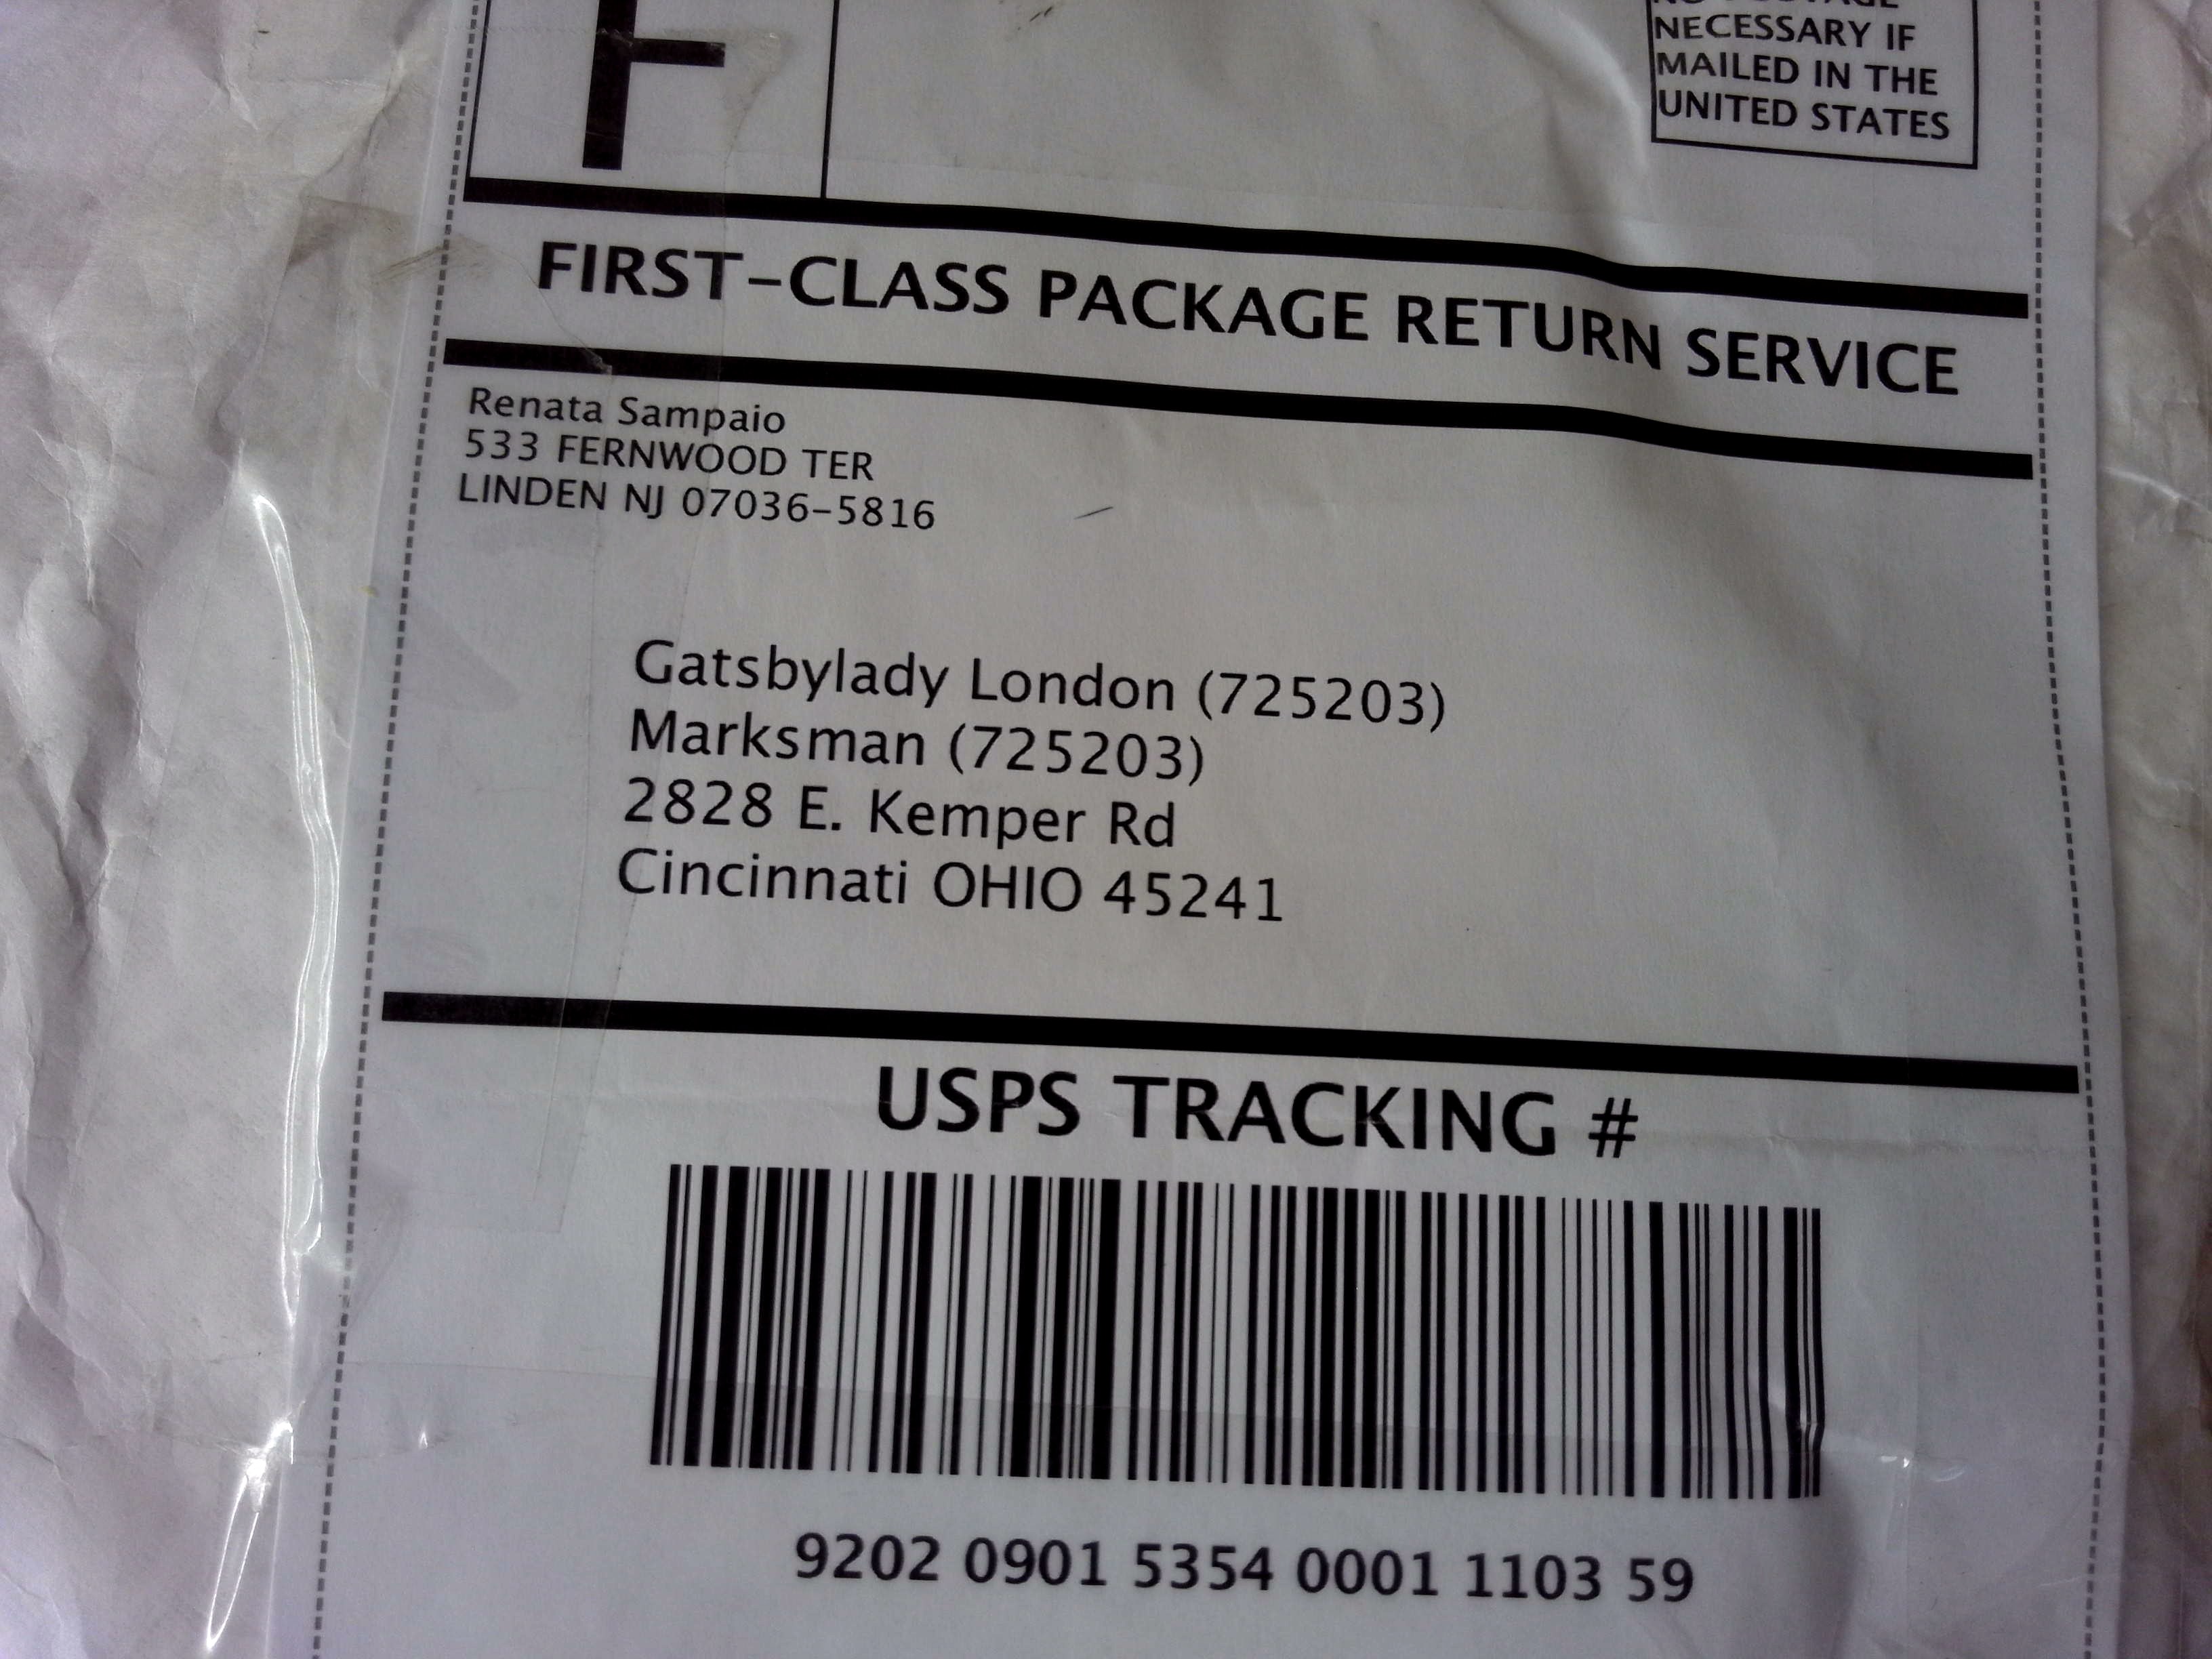 F
NECESSARY IF
MAILED IN THE
UNITED STATES
FIRST-CLASS PACKAGE RETURN SERVICE
Renata Sampaio
533 FERNWOOD TER
LINDEN NJ 07036-5816
Gatsbylady London (725203)
Marksman (725203)
2828 E. Kemper Rd
Cincinnati OHIO 45241
USPS TRACKING #
9202 0901 5354 0001 1103 59